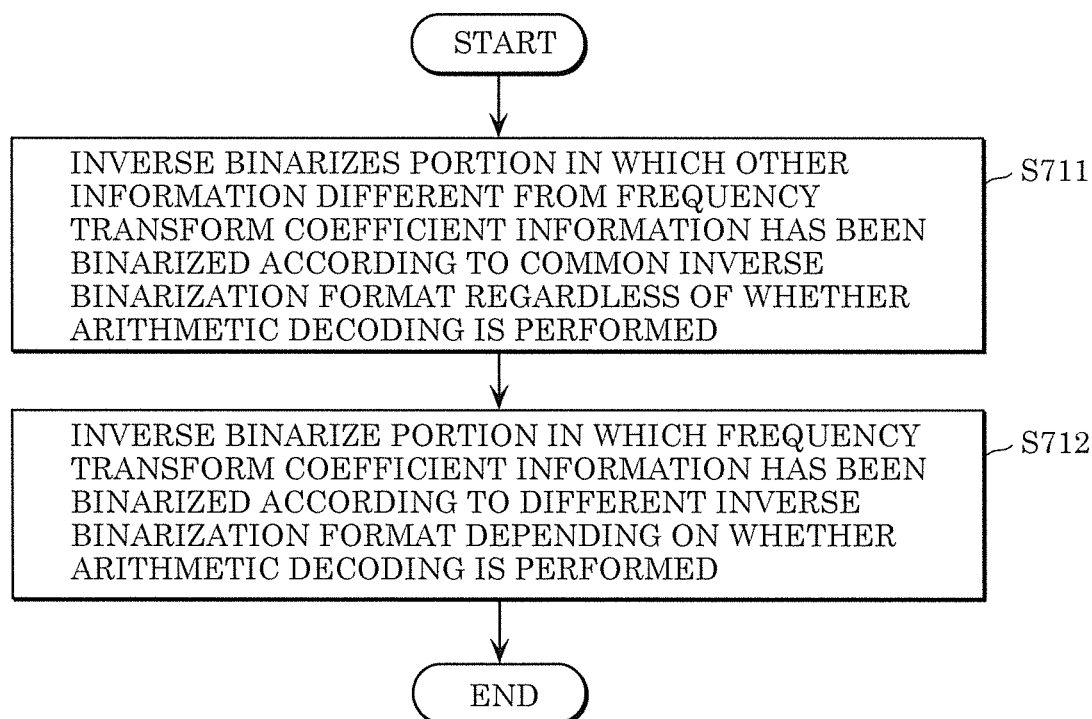 START
INVERSE BINARIZES PORTION IN WHICH OTHER
INFORMATION DIFFERENT FROM FREQUENCY
TRANSFORM COEFFICIENT INFORMATION HAS BEEN
BINARIZED ACCORDING TO COMMON INVERSE
BINARIZATION FORMAT REGARDLESS OF WHETHER
ARITHMETIC DECODING IS PERFORMED
S711
INVERSE BINARIZE PORTION IN WHICH FREQUENCY
TRANSFORM COEFFICIENT INFORMATION HAS BEEN
BINARIZED ACCORDING TO DIFFERENT INVERSE
BINARIZATION FORMAT DEPENDING ON WHETHER
ARITHMETIC DECODING IS PERFORMED
S712
END